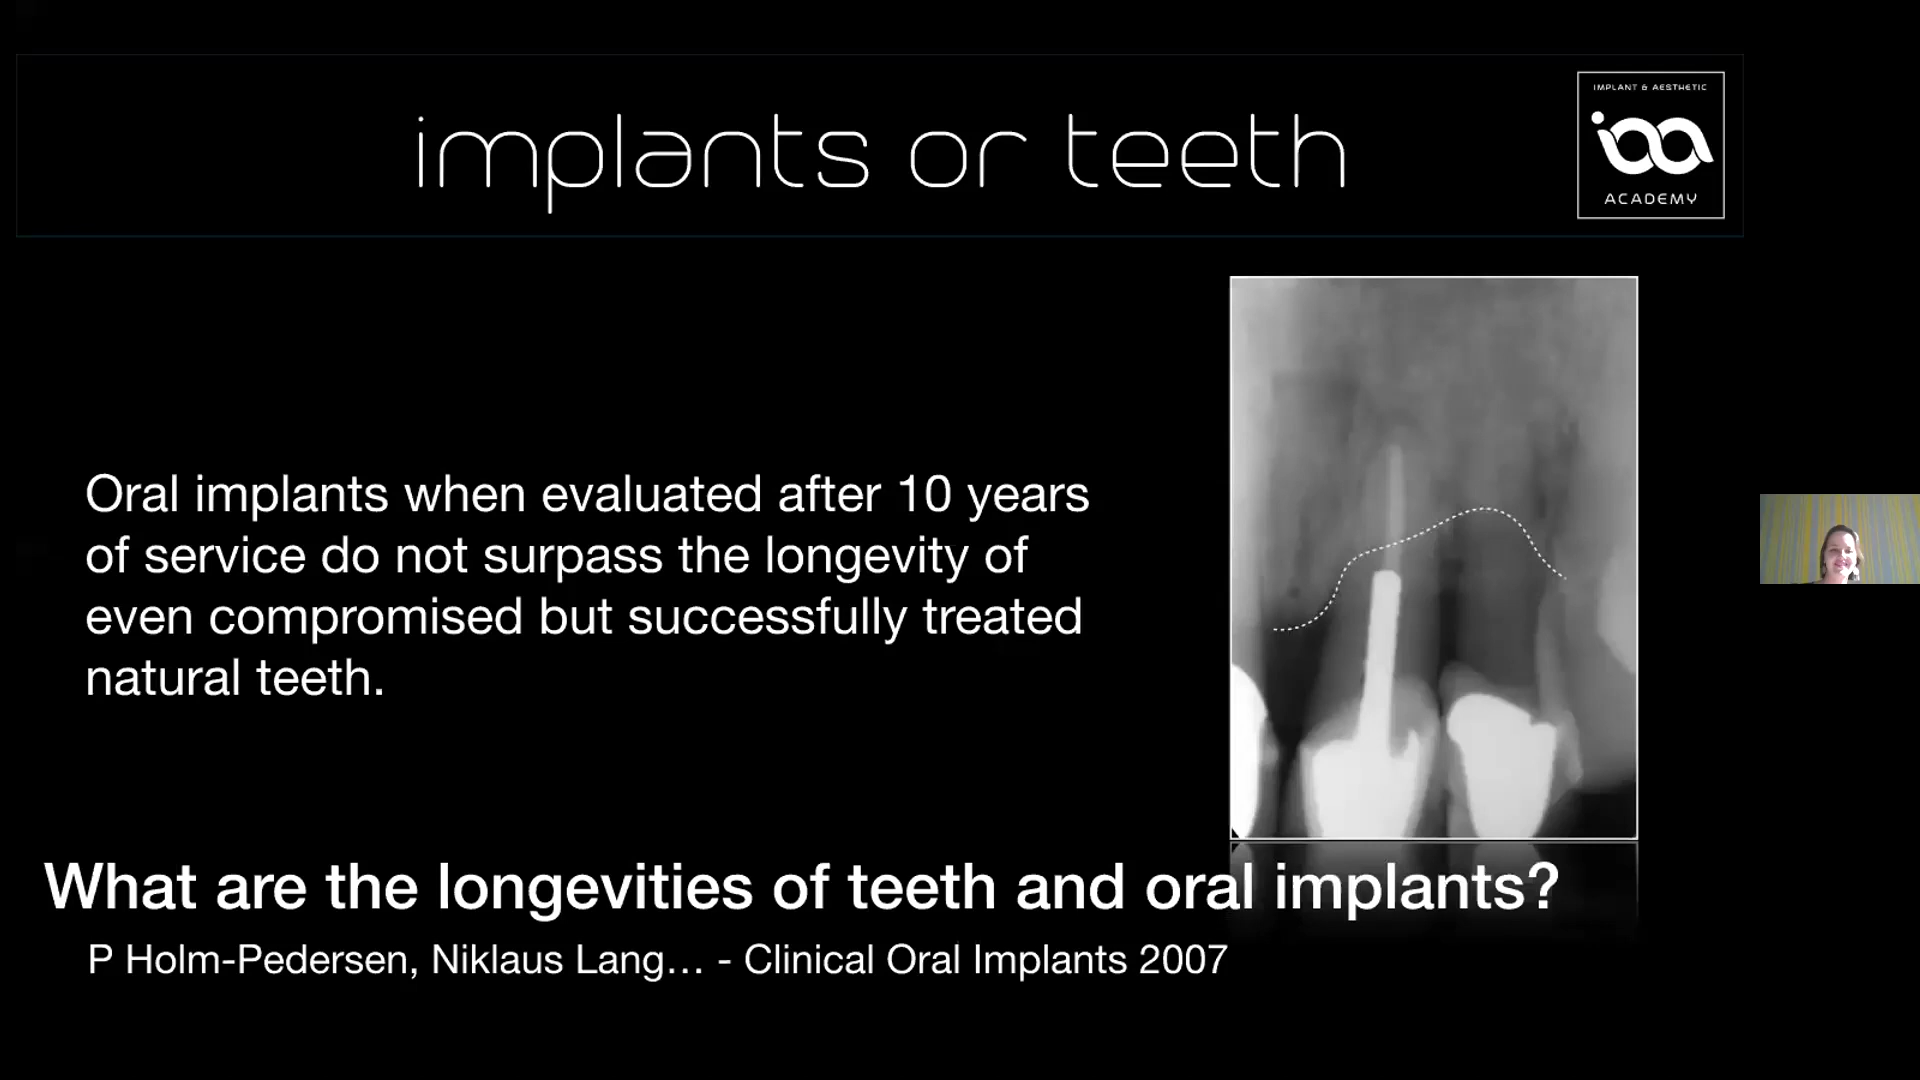 implants or teeth
IMPLANT & AESTHETIC
iaa
ACADEMY
Oral implants when evaluated after 10 years
of service do not surpass the longevity of
even compromised but successfully treated
natural teeth.
What are the longevities of teeth and oral implants?
P Holm-Pedersen, Niklaus Lang… - Clinical Oral Implants 2007